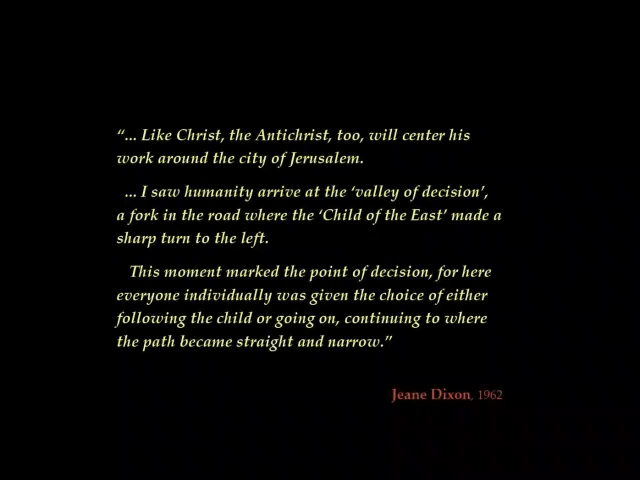 “... Like Christ, the Antichrist, too, will center his
work around the city of Jerusalem.
... I saw humanity arrive at the ‘valley of decision’,
a fork in the road where the ‘Child of the East’ made a
sharp turn to the left.
This moment marked the point of decision, for here
everyone individually was given the choice of either
following the child or going on, continuing to where
the path became straight and narrow.”
Jeane Dixon, 1962